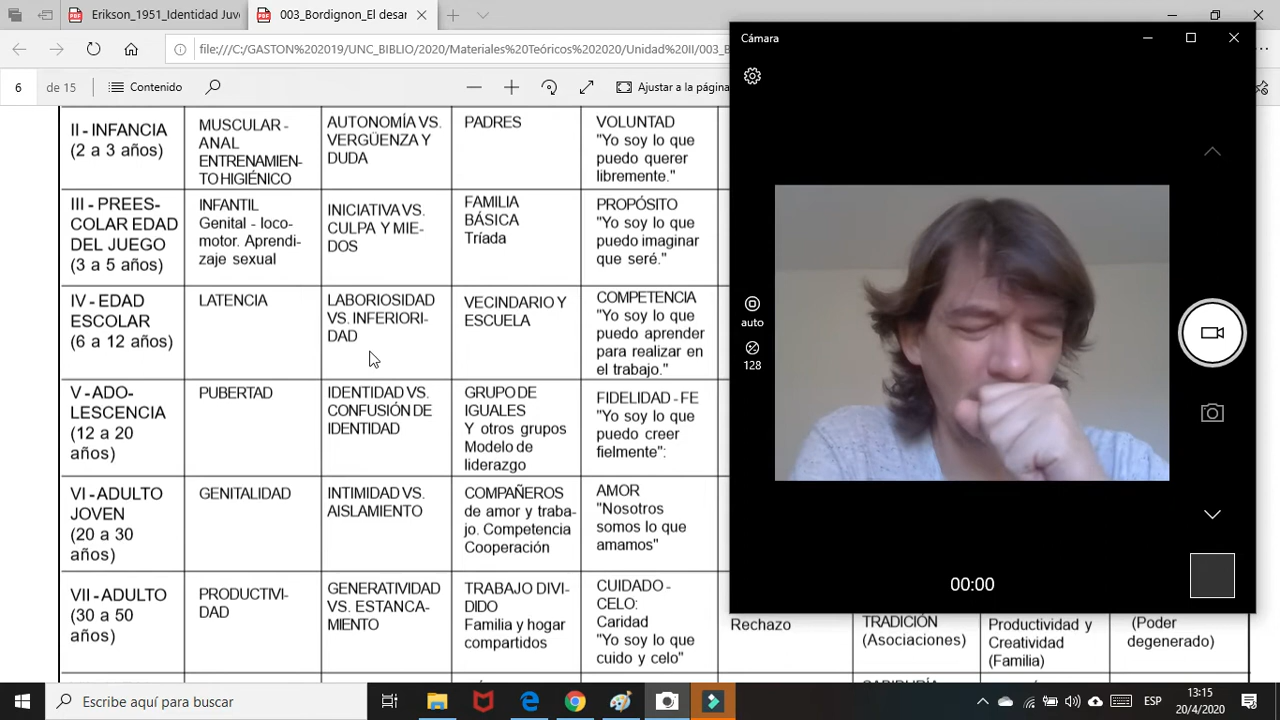 Erikson_1951_Identidad Juv
003_Bordignon_El desar
file:///C:/GASTON%202019/UNC_BIBLIO/2020/Materiales%20Teóricos%202020/Unidad%20II/003_B
6
de 15
Contenido
Ajustar a la página
Cámara
auto
128
00:00
II - INFANCIA
(2 a 3 años)
MUSCULAR -
ANAL
ENTRENAMIEN-
TO HIGIÉNICO
AUTONOMÍA VS.
VERGÜENZA Y
DUDA
PADRES
VOLUNTAD
"Yo soy lo que
puedo querer
libremente."
III - PREES-
COLAR EDAD
DEL JUEGO
(3 a 5 años)
INFANTIL
Genital - loco-
motor. Aprendi-
zaje sexual
INICIATIVA VS.
CULPA Y MIE-
DOS
FAMILIA
BÁSICA
Tríada
PROPÓSITO
"Yo soy lo que
puedo imaginar
que seré."
IV - EDAD
ESCOLAR
(6 a 12 años)
LATENCIA
LABORIOSIDAD
VS. INFERIORI-
DAD
VECINDARIO Y
ESCUELA
COMPETENCIA
"Yo soy lo que
puedo aprender
para realizar en
el trabajo."
V - ADO-
LESCENCIA
(12 a 20
años)
PUBERTAD
IDENTIDAD VS.
CONFUSIÓN DE
IDENTIDAD
GRUPO DE
IGUALES
Y otros grupos
Modelo de
liderazgo
FIDELIDAD - FE
"Yo soy lo que
puedo creer
fielmente":
VI - ADULTO
JOVEN
(20 a 30
años)
GENITALIDAD
INTIMIDAD VS.
AISLAMIENTO
COMPAÑEROS
de amor y traba-
jo. Competencia
Cooperación
AMOR
"Nosotros
somos lo que
amamos"
VII - ADULTO
(30 a 50
años)
PRODUCTIVI-
DAD
GENERATIVIDAD
VS. ESTANCA-
MIENTO
TRABAJO DIVI-
DIDO
Familia y hogar
compartidos
CUIDADO -
CELO:
Caridad
"Yo soy lo que
cuido y celo"
Rechazo
TRADICIÓN
(Asociaciones)
Productividad y
Creatividad
(Familia)
(Poder
degenerado)
Escribe aquí para buscar
ESP
13:15
20/4/2020